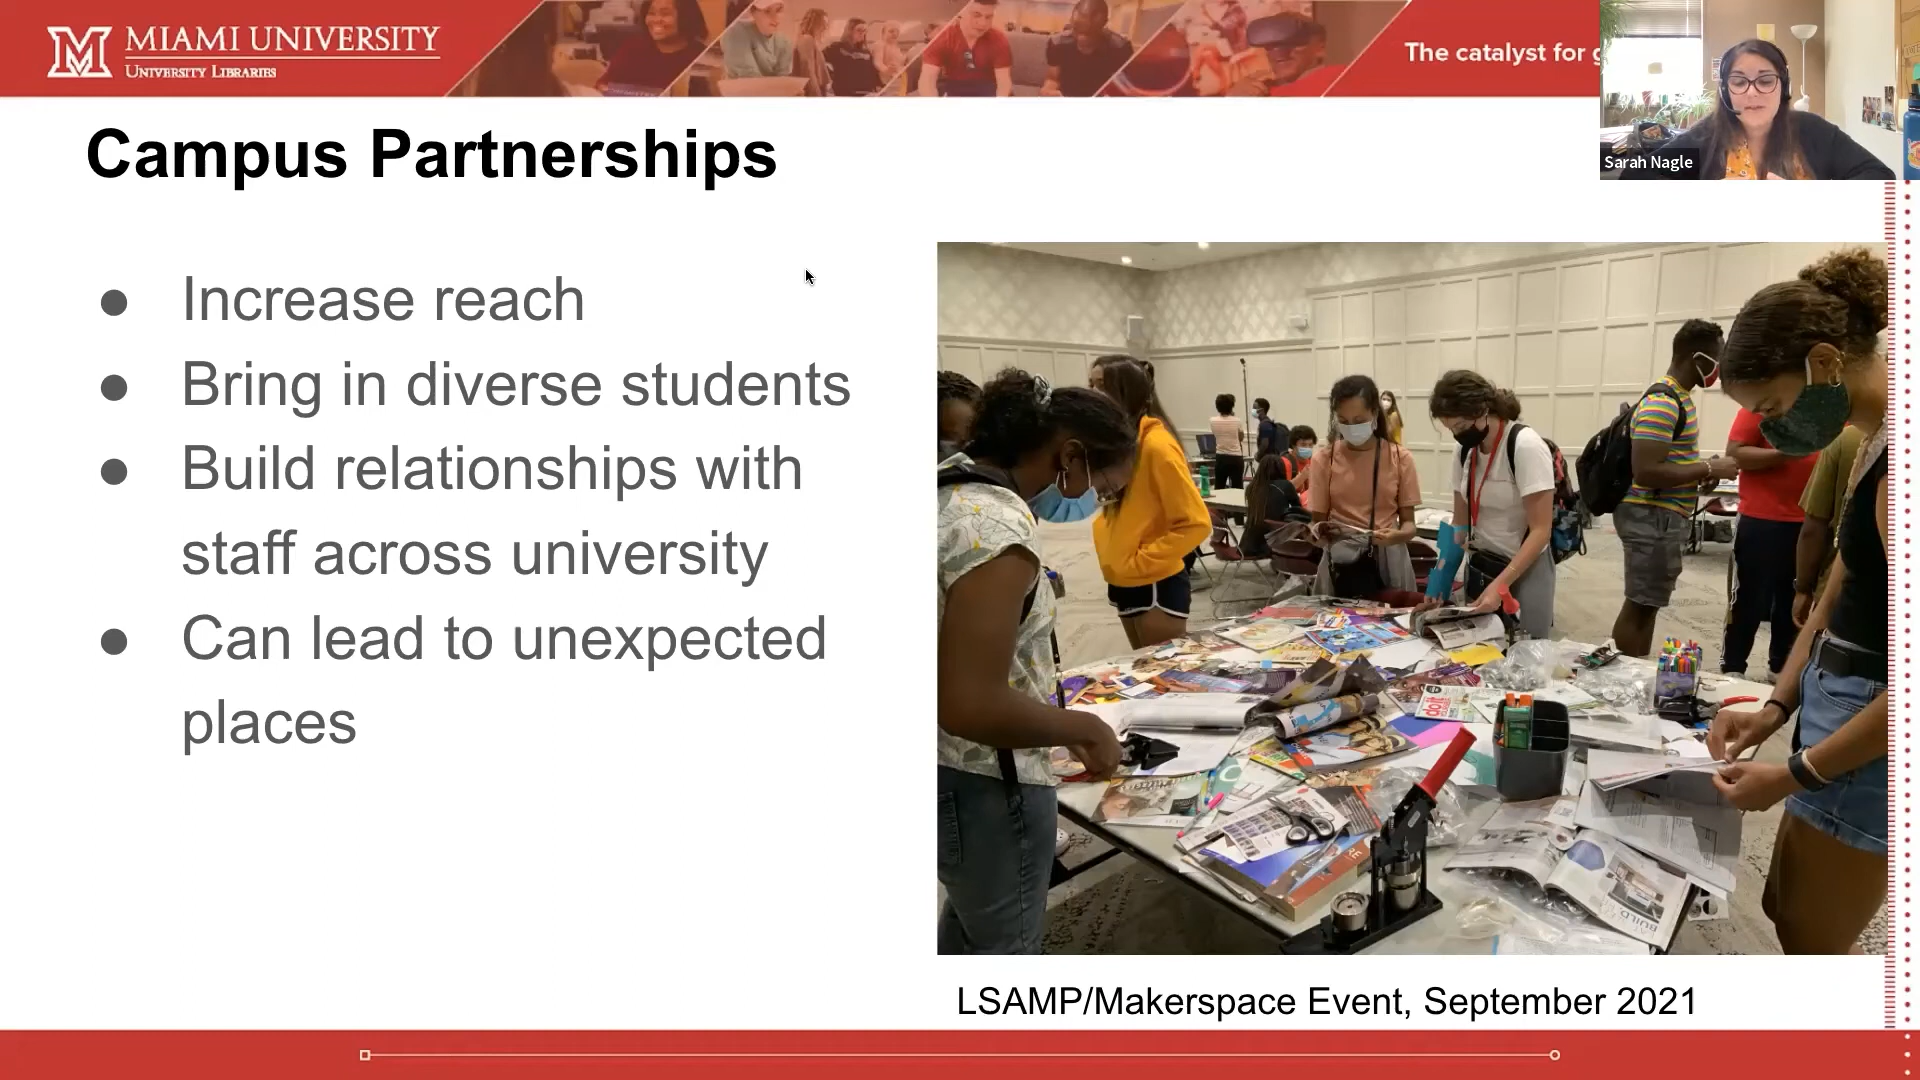 MIAMI UNIVERSITY
UNIVERSITY LIBRARIES
The catalyst for
Sarah Nagle
Campus Partnerships
● Increase reach
● Bring in diverse students
● Build relationships with
staff across university
● Can lead to unexpected
places
LSAMP/Makerspace Event, September 2021